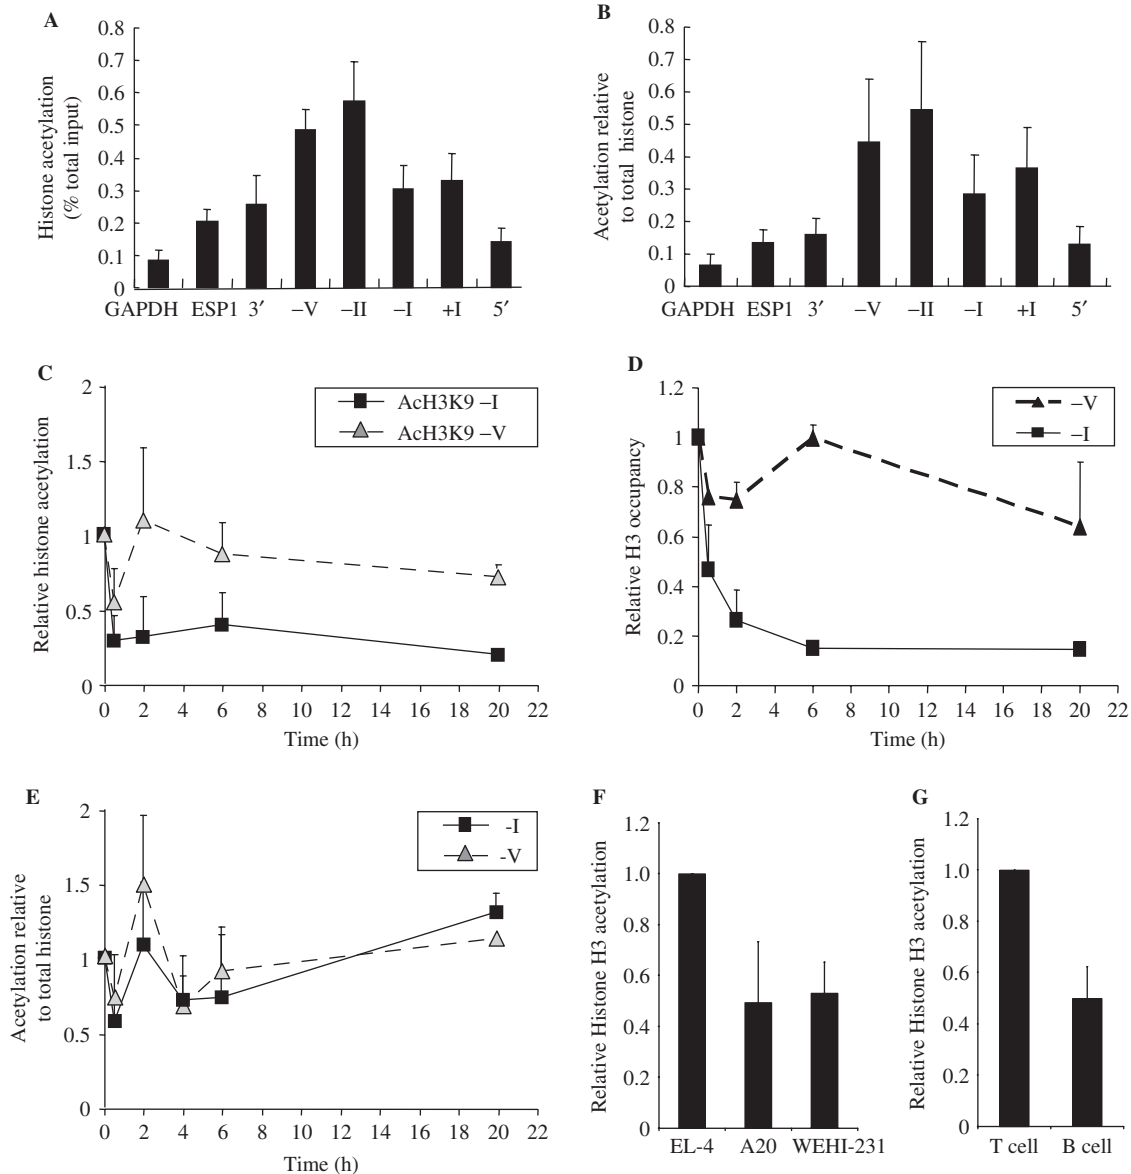 A
Histone acetylation
(% total input)
0.8
0.7
0.6
0.5
0.4
0.3
0.2
0.1
0
GAPDH ESP1 3′ −V −II −I +I 5′
B
Acetylation relative
to total histone
0.8
0.7
0.6
0.5
0.4
0.3
0.2
0.1
0
GAPDH ESP1 3′ −V −II −I +I 5′
C
Relative histone acetylation
2
1.5
1
0.5
0
AcH3K9 −I
AcH3K9 −V
0 2 4 6 8 10 12 14 16 18 20 22
Time (h)
D
Relative H3 occupancy
1.2
1
0.8
0.6
0.4
0.2
0
−V
−I
0 2 4 6 8 10 12 14 16 18 20 22
Time (h)
E
Acetylation relative
to total histone
2
1.5
1
0.5
0
-I
-V
0 2 4 6 8 10 12 14 16 18 20 22
Time (h)
F
Relative Histone H3 acetylation
1.2
1.0
0.8
0.6
0.4
0.2
0
EL-4 A20 WEHI-231
G
Relative Histone H3 acetylation
1.2
1.0
0.8
0.6
0.4
0.2
0
T cell B cell